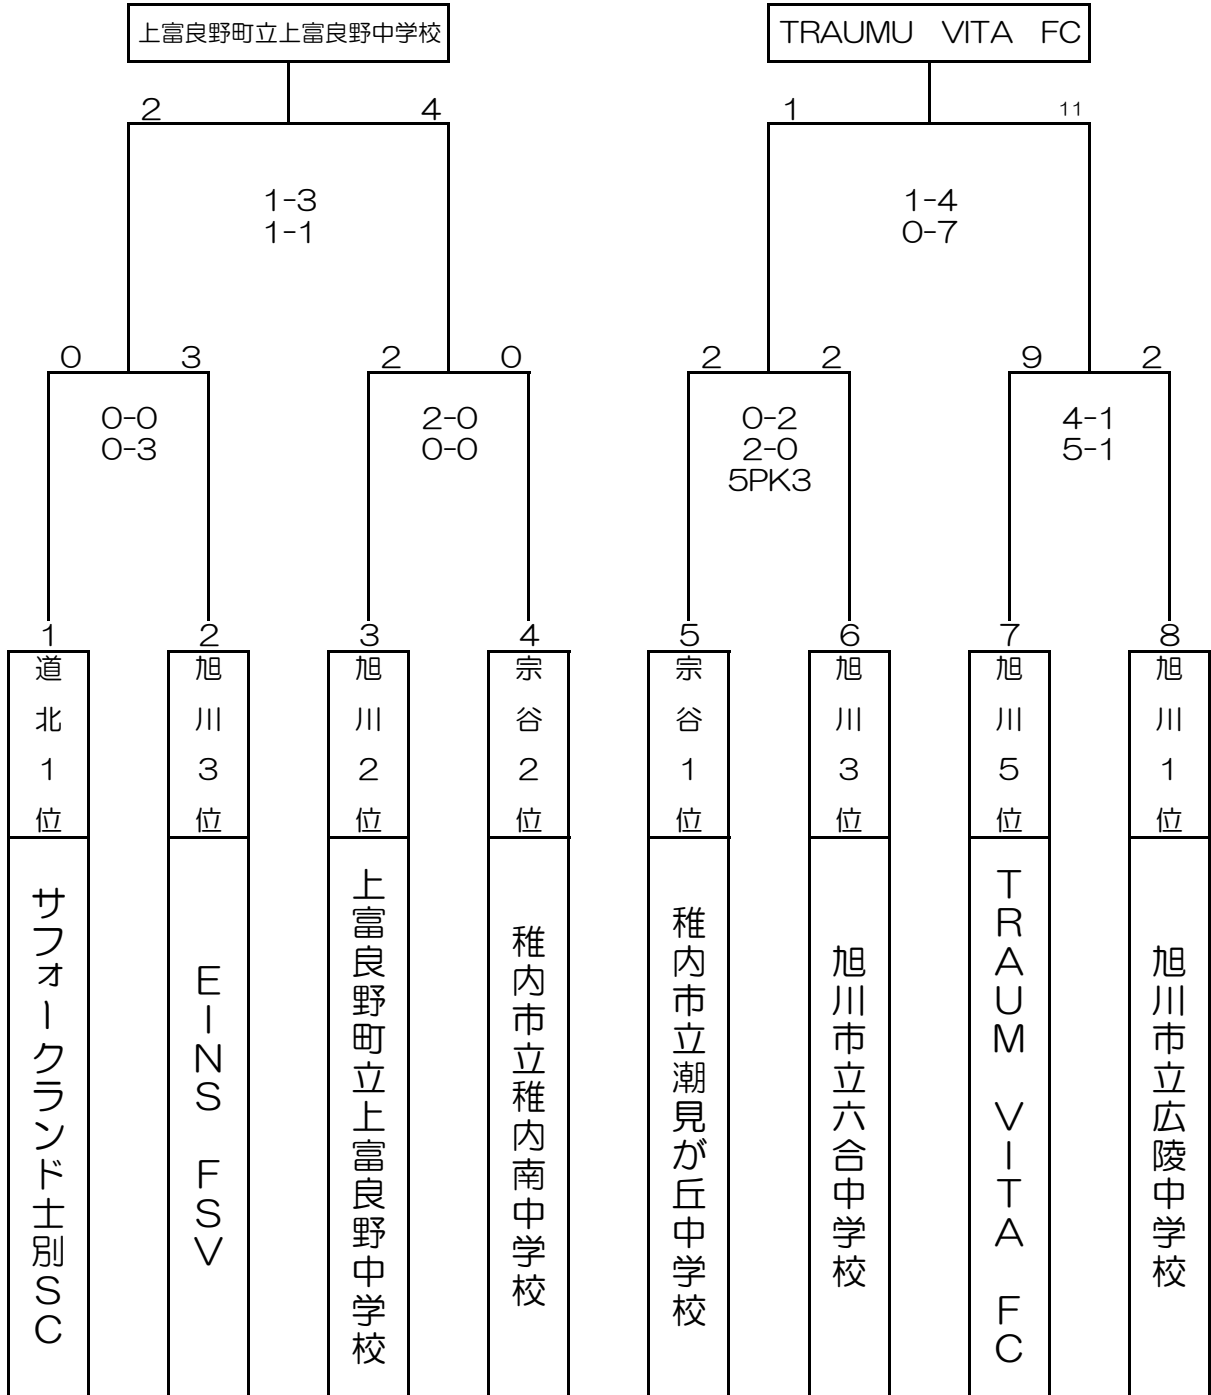 上富良野町立上富良野中学校
TRAUMU　VITA　FC
2 4
1 11
1-3
1-1
1-4
0-7
0 3
2 0
2 2
9 2
0-0
0-3
2-0
0-0
0-2
2-0
5PK3
4-1
5-1
1
道北1位
サフォークランド士別SC
2
旭川3位
EINS　FSV
3
旭川2位
上富良野町立上富良野中学校
4
宗谷2位
稚内市立稚内南中学校
5
宗谷1位
稚内市立潮見が丘中学校
6
旭川3位
旭川市立六合中学校
7
旭川5位
TRAUM　VITA　FC
8
旭川1位
旭川市立広陵中学校